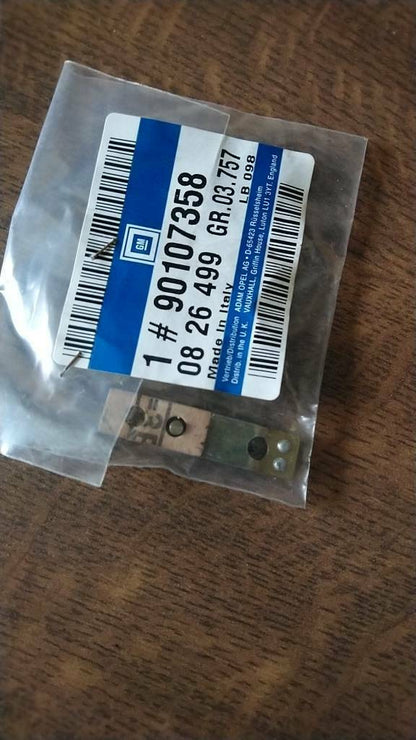 GM
1 # 90107358
08 26 499 GR.03.757
Made In Italy LB 098
Vertrieb/Distribution ADAM OPEL AG • D-65423 Rüsselsheim
Distrib. in the U. K. VAUXHALL, Griffin House, Luton LU1 3YT, England